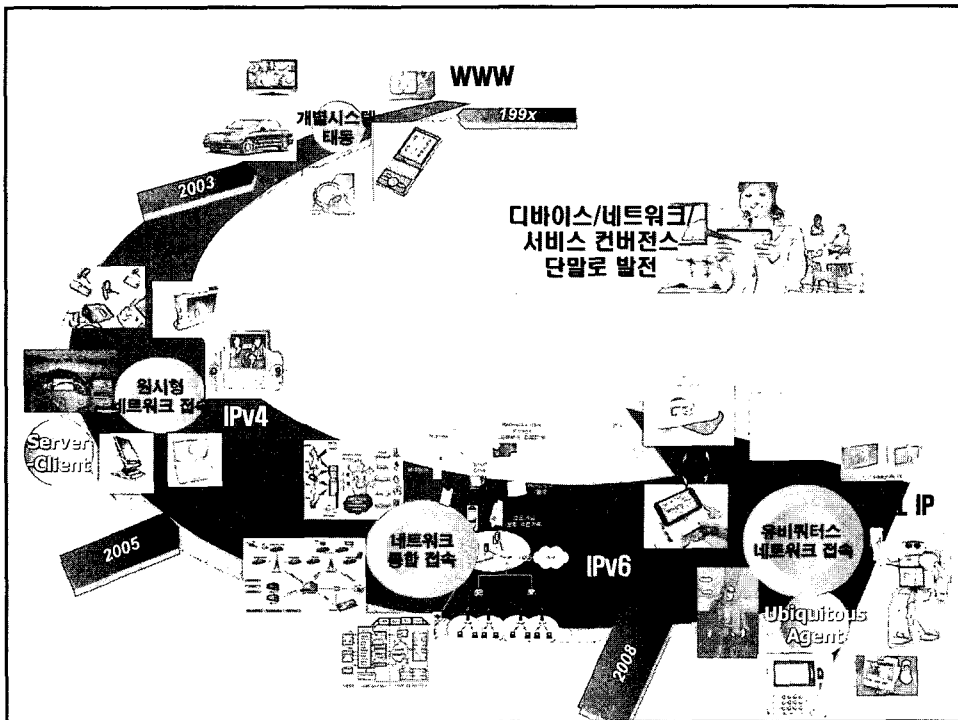 WWW
199x
개별시스템
태동
2003
디바이스/네트워크/
서비스 컨버전스
단말로 발전
원시형
네트워크 접속
IPv4
Server
-Client
2005
네트워크
통합 접속
IPv6
2008
유비쿼터스
네트워크 접속
IP
Ubiquitous
Agent